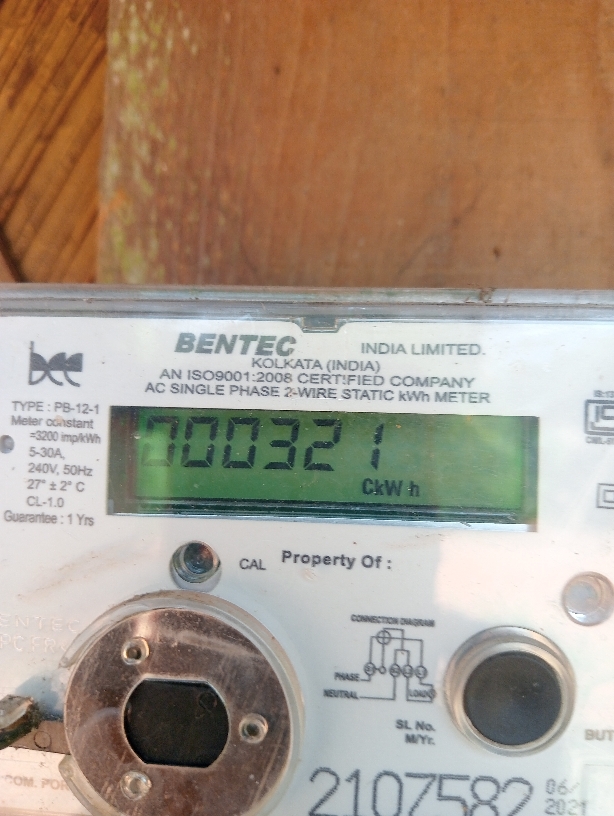 BENTEC INDIA LIMITED.
KOLKATA (INDIA)
AN ISO9001:2008 CERTIFIED COMPANY
AC SINGLE PHASE 2-WIRE STATIC kWh METER
bec
TYPE : PB-12-1
Meter constant
=3200 imp/kWh
5-30A,
240V, 50Hz
27° ± 2° C
CL-1.0
Guarantee : 1 Yrs
000321
CkW h
CAL
Property Of :
CONNECTION DIAGRAM
PHASE
NEUTRAL
LOAD
SL No.
M/Yr.
2107582
06/
2021